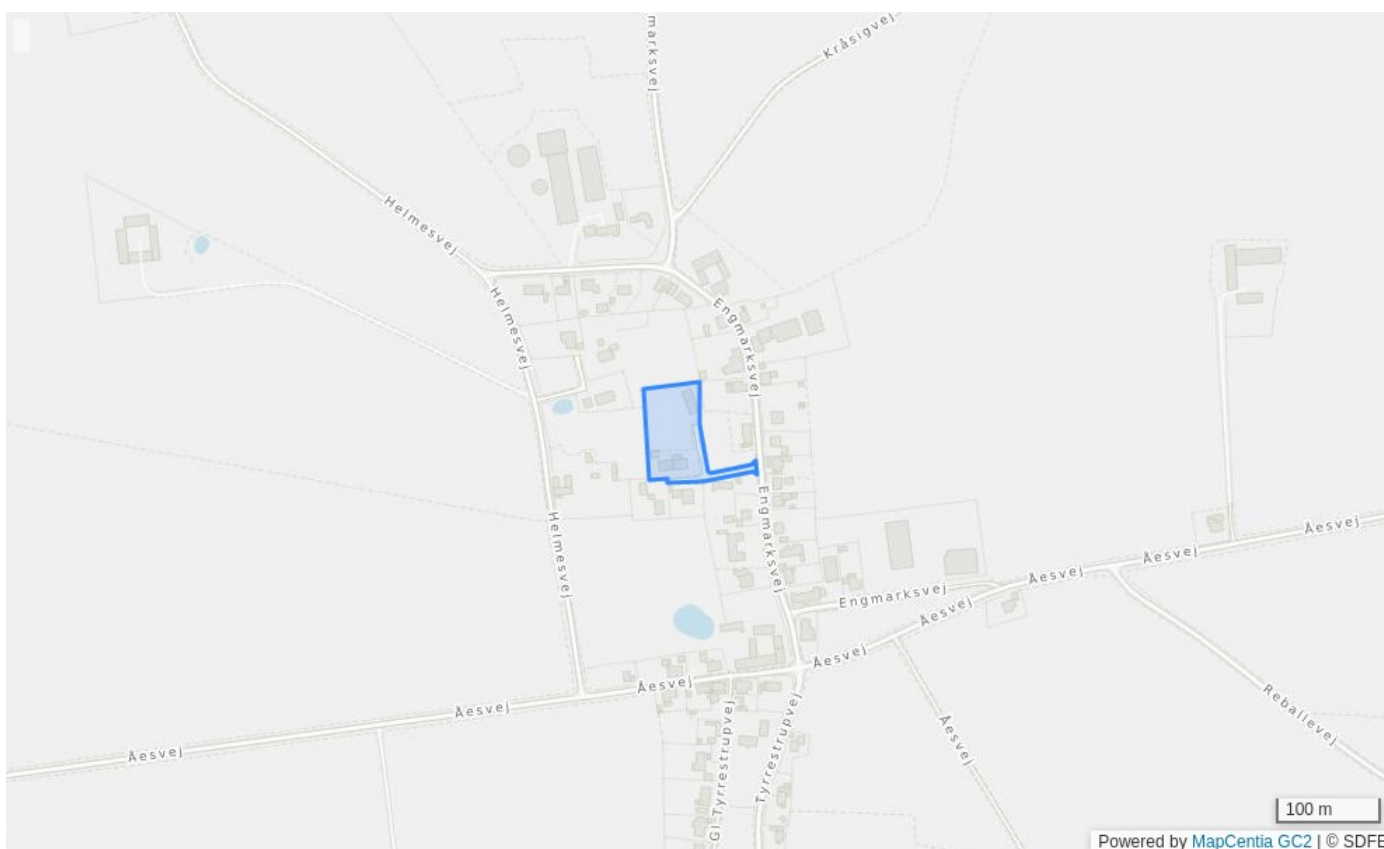 marksvej
Kråsigvej
Helmesvej
Helmesvej
Engmarksvej
Helmesvej
Engmarksvej
Engmarksvej
Åesvej
Åesvej
Åesvej
Åesvej
Åesvej
Åesvej
Åesvej
Åesvej
Åesvej
Reballevej
Gl Tyrrestrupvej
Tyrrestrupvej
100 m
Powered by MapCentia GC2 | © SDFE